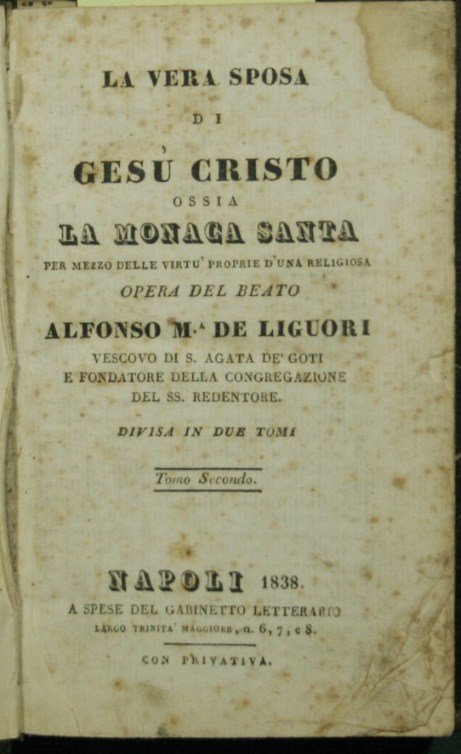 LA VERA SPOSA
DI
GESÙ CRISTO
OSSIA
LA MONACA SANTA
PER MEZZO DELLE VIRTU' PROPRIE D'UNA RELIGIOSA
OPERA DEL BEATO
ALFONSO M.ᴬ DE LIGUORI
VESCOVO DI S. AGATA DE' GOTI
E FONDATORE DELLA CONGREGAZIONE
DEL SS. REDENTORE.
DIVISA IN DUE TOMI
Tomo Secondo.
NAPOLI 1838.
A SPESE DEL GABINETTO LETTERARIO
LARGO TRINITA' MAGGIORE, n. 6, 7, e 8.
CON PRIVATIVA.